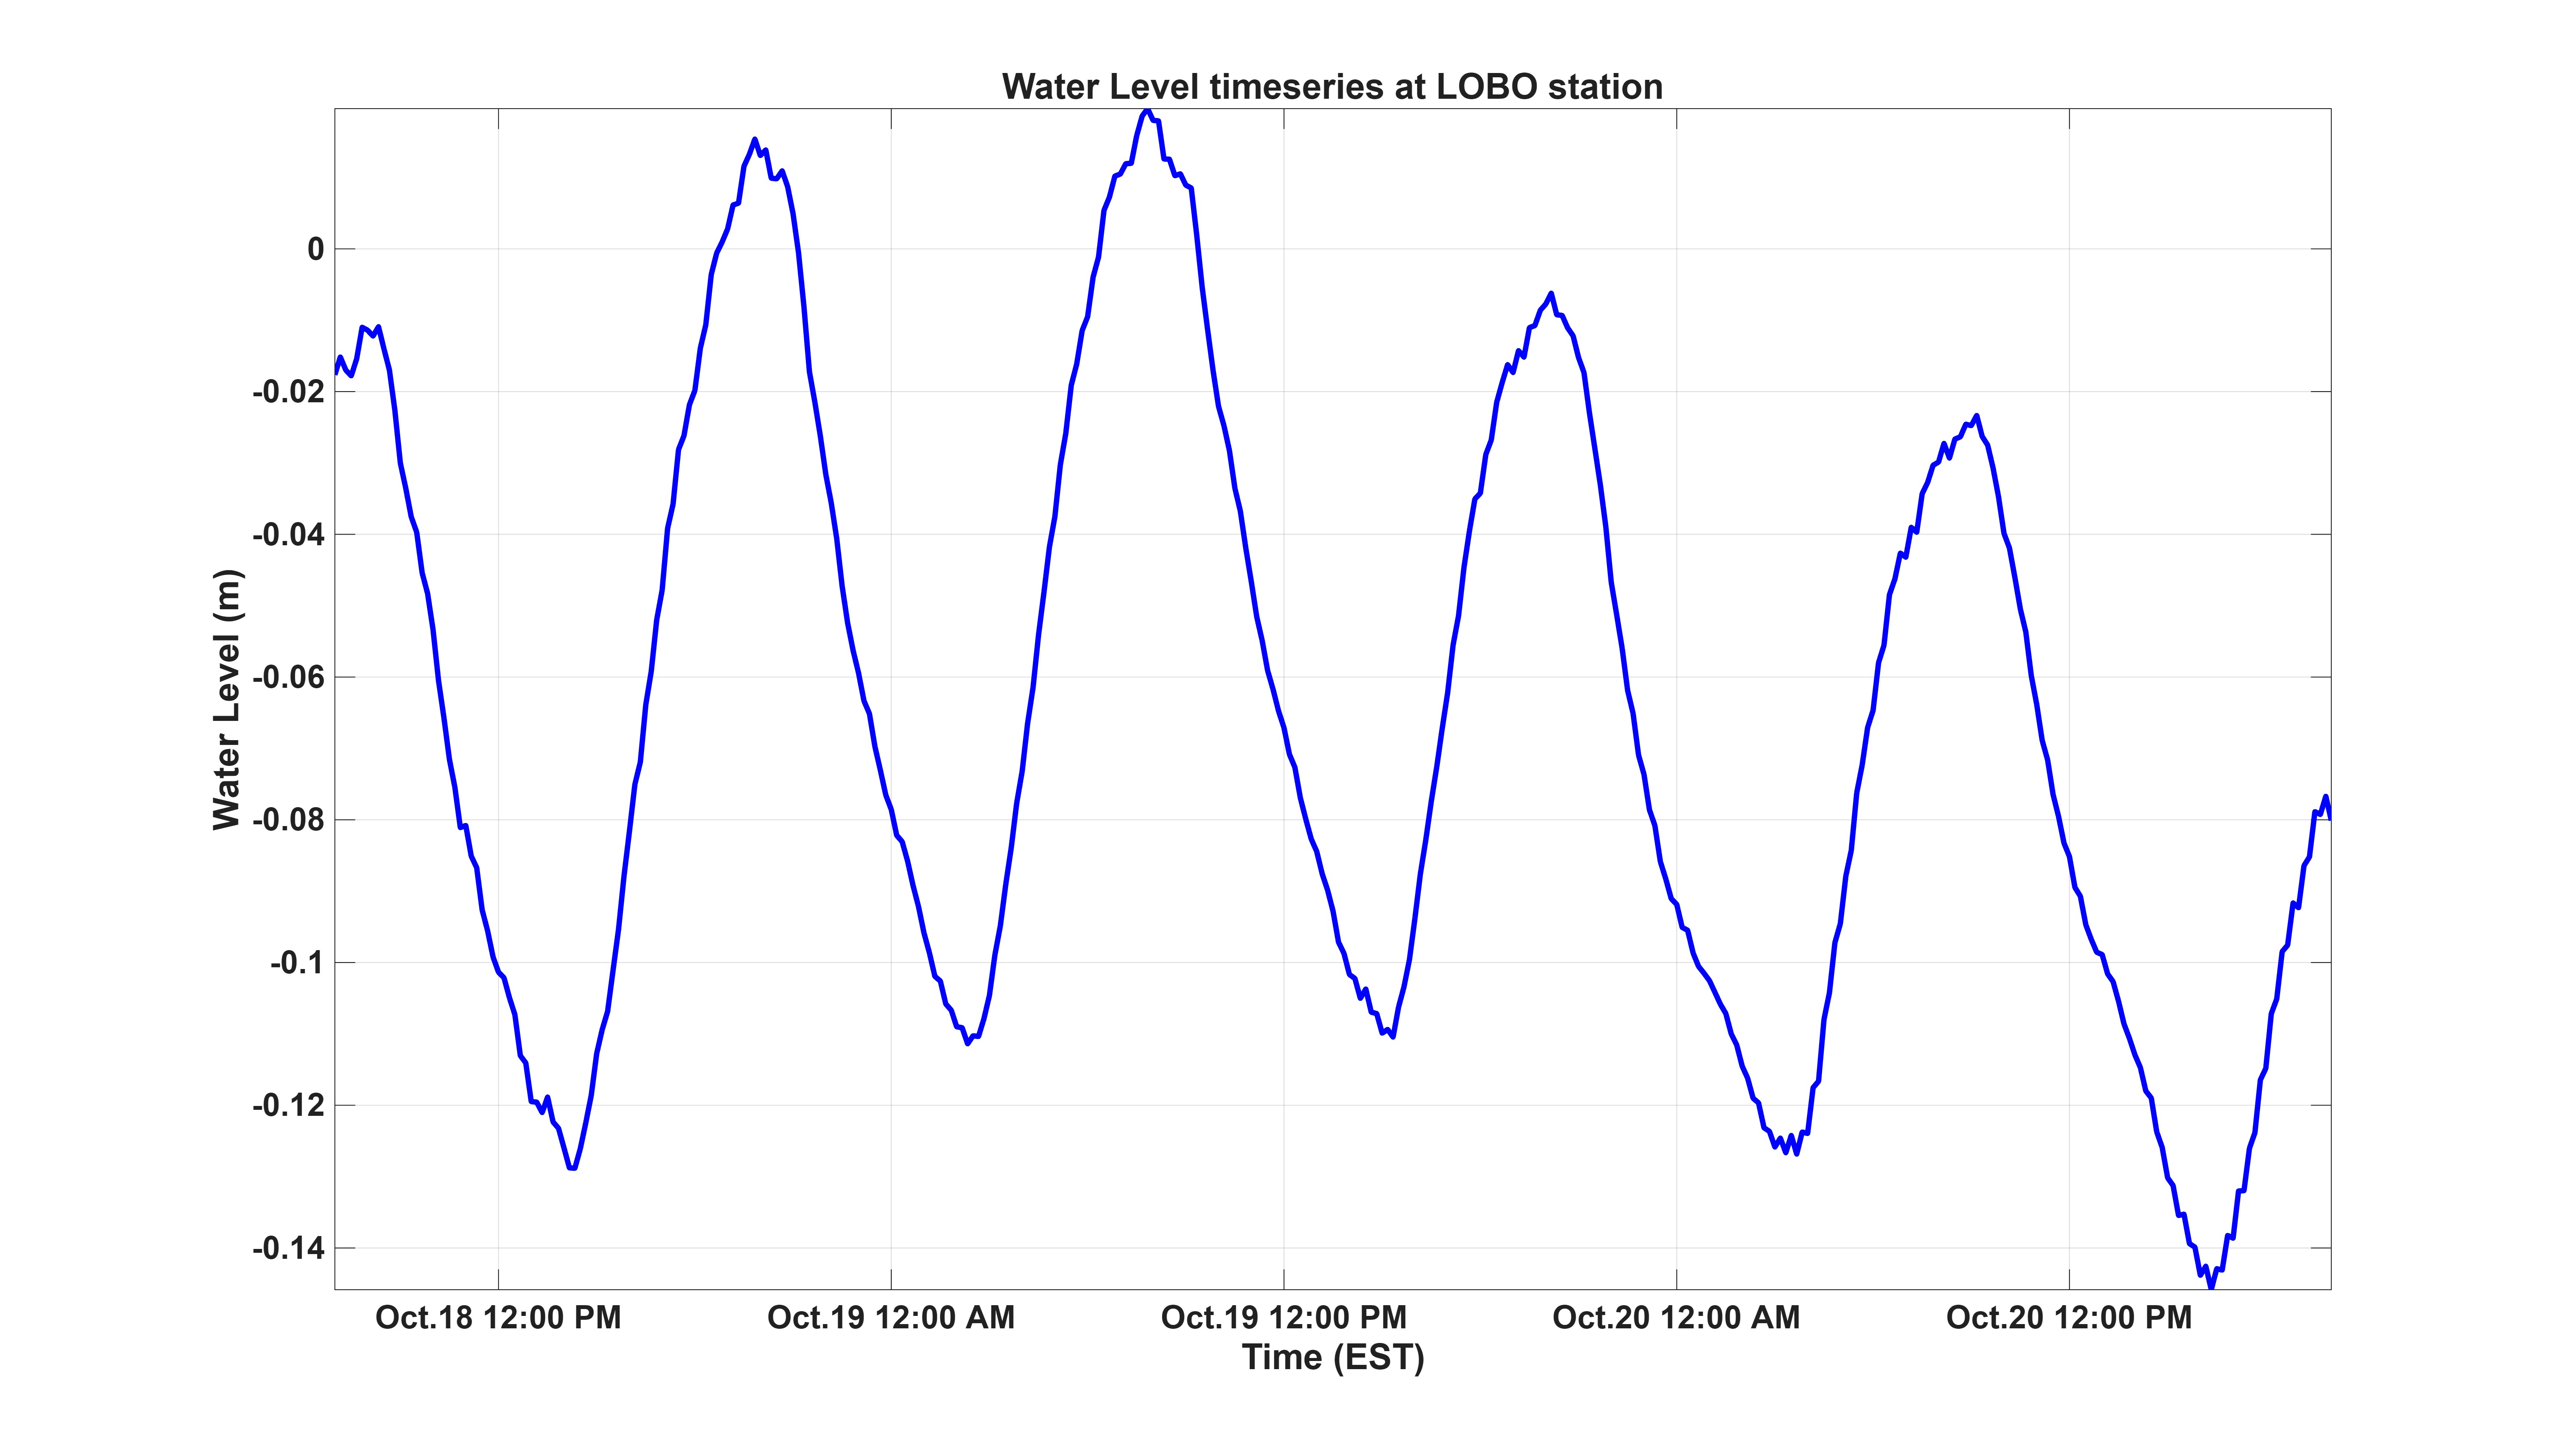 Water Level timeseries at LOBO station
0
-0.02
-0.04
-0.06
-0.08
-0.1
-0.12
-0.14
Water Level (m)
Oct.18 12:00 PM
Oct.19 12:00 AM
Oct.19 12:00 PM
Oct.20 12:00 AM
Oct.20 12:00 PM
Time (EST)